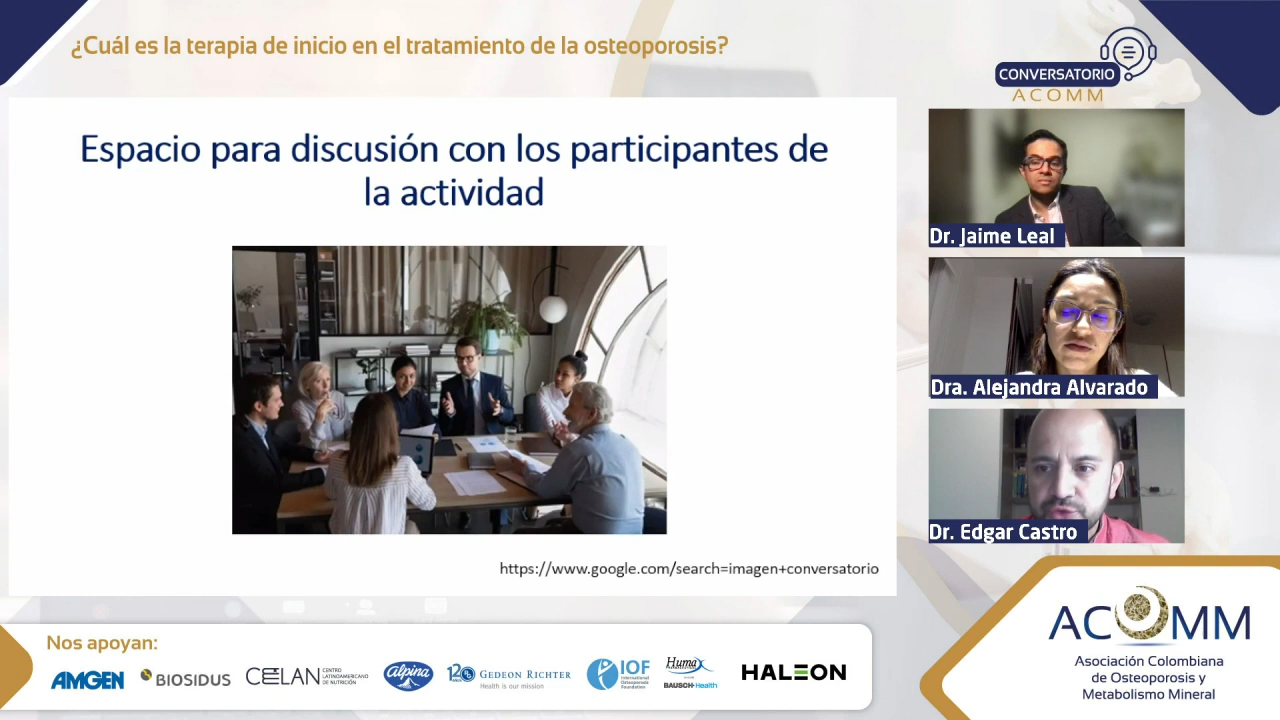 ¿Cuál es la terapia de inicio en el tratamiento de la osteoporosis?
CONVERSATORIO
ACOMM
Espacio para discusión con los participantes de
la actividad
https://www.google.com/search=imagen+conversatorio
Dr. Jaime Leal
Dra. Alejandra Alvarado
Dr. Edgar Castro
Nos apoyan:
AMGEN
BIOSIDUS
CELAN CENTRO
LATINOAMERICANO
DE NUTRICIÓN
Alpina
120 GEDEON RICHTER
Health is our mission
IOF
International
Osteoporosis
Foundation
Humax
BAUSCH+Health
HALEON
ACOMM
Asociación Colombiana
de Osteoporosis y
Metabolismo Mineral